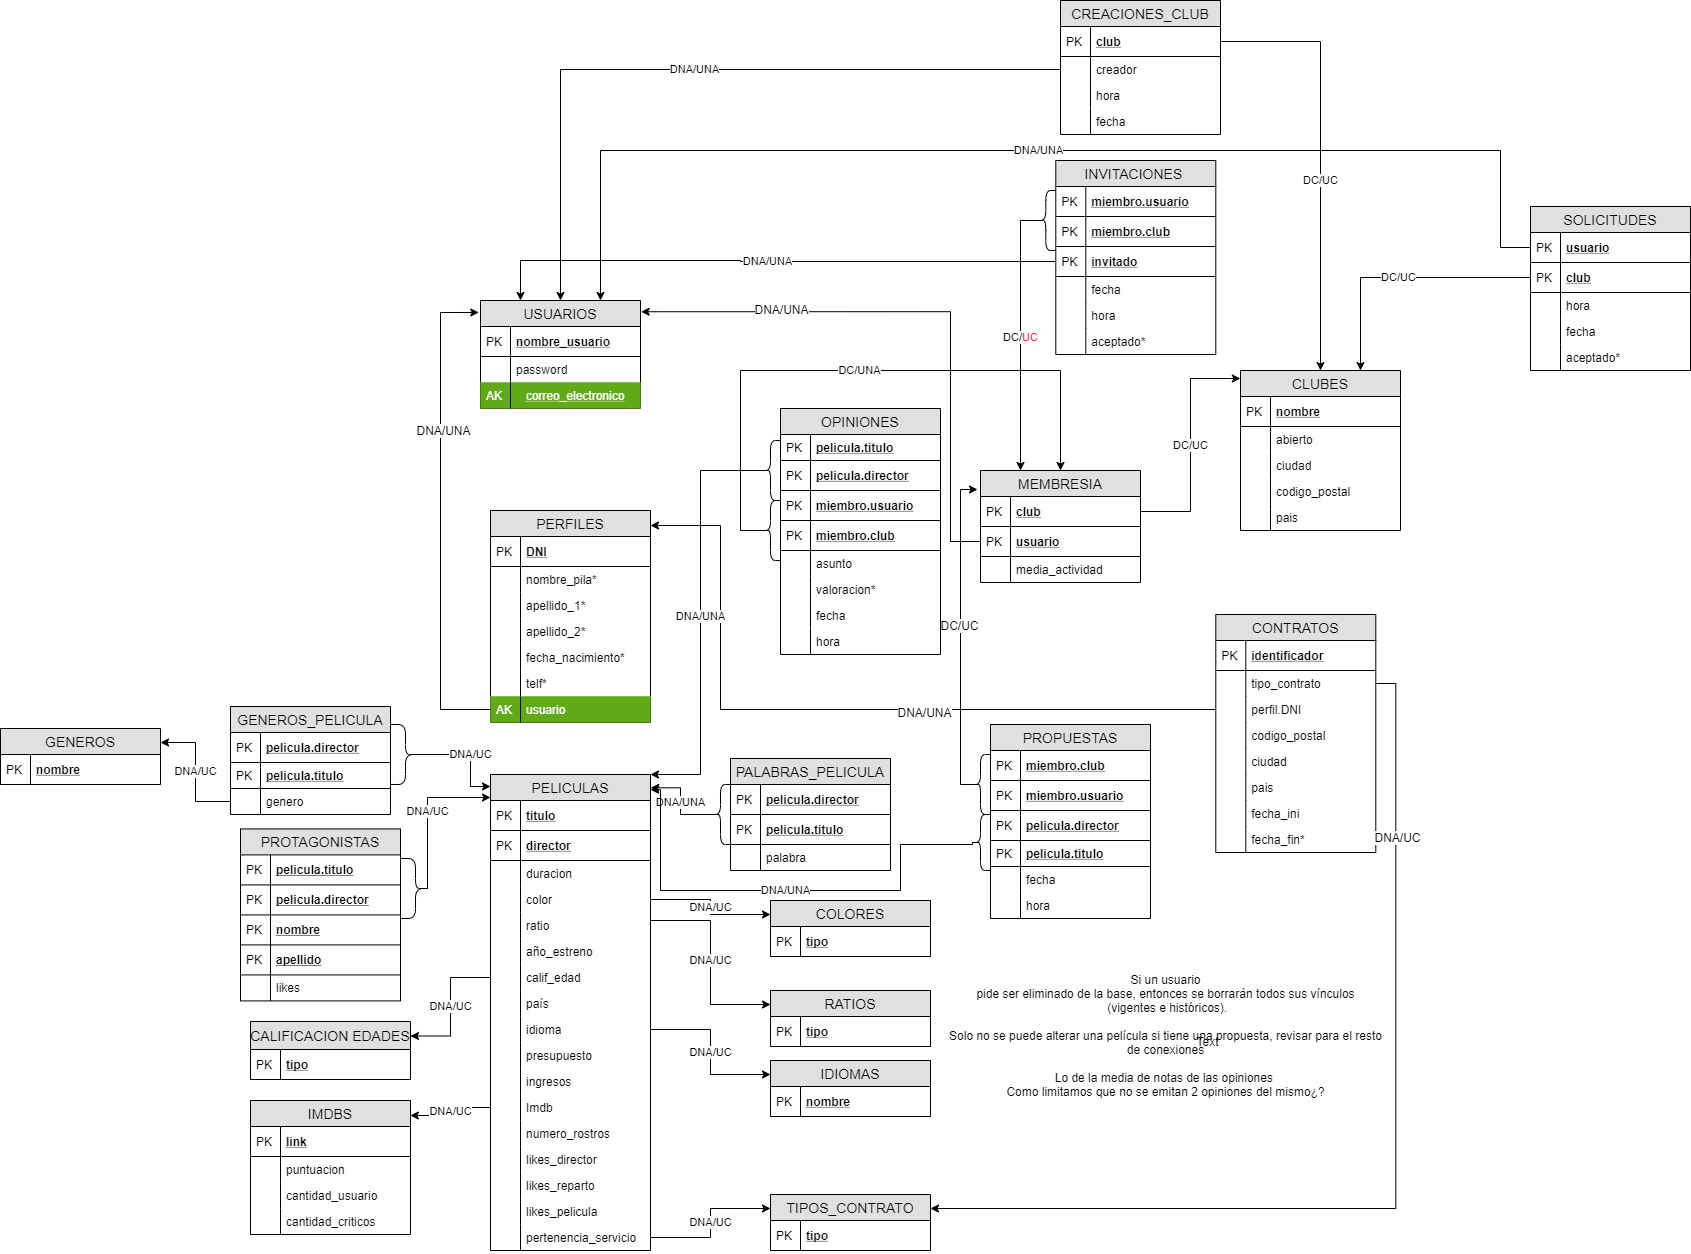 CREACIONES_CLUB
PK club
creador
hora
fecha
DNA/UNA
DC/UC
DNA/UNA
INVITACIONES
PK miembro.usuario
PK miembro.club
PK invitado
fecha
hora
aceptado*
DNA/UNA
DC/UC
SOLICITUDES
PK usuario
PK club
hora
fecha
aceptado*
DC/UC
USUARIOS
PK nombre_usuario
password
AK correo_electronico
DNA/UNA
DNA/UNA
DC/UNA
CLUBES
PK nombre
abierto
ciudad
codigo_postal
pais
OPINIONES
PK pelicula.titulo
PK pelicula.director
PK miembro.usuario
PK miembro.club
asunto
valoracion*
fecha
hora
DNA/UNA
MEMBRESIA
PK club
PK usuario
media_actividad
DC/UC
DC/UC
PERFILES
PK DNI
nombre_pila*
apellido_1*
apellido_2*
fecha_nacimiento*
telf*
AK usuario
CONTRATOS
PK identificador
tipo_contrato
perfil.DNI
codigo_postal
ciudad
pais
fecha_ini
fecha_fin*
DNA/UNA
DNA/UC
GENEROS
PK nombre
DNA/UC
GENEROS_PELICULA
PK pelicula.director
PK pelicula.titulo
genero
DNA/UC
DNA/UC
PROTAGONISTAS
PK pelicula.titulo
PK pelicula.director
PK nombre
PK apellido
likes
PELICULAS
PK titulo
PK director
duracion
color
ratio
año_estreno
calif_edad
país
idioma
presupuesto
ingresos
Imdb
numero_rostros
likes_director
likes_reparto
likes_pelicula
pertenencia_servicio
DNA/UNA
PALABRAS_PELICULA
PK pelicula.director
PK pelicula.titulo
palabra
DNA/UNA
PROPUESTAS
PK miembro.club
PK miembro.usuario
PK pelicula.director
PK pelicula.titulo
fecha
hora
DNA/UC
COLORES
PK tipo
DNA/UC
RATIOS
PK tipo
DNA/UC
IDIOMAS
PK nombre
DNA/UC
CALIFICACION EDADES
PK tipo
DNA/UC
IMDBS
PK link
puntuacion
cantidad_usuario
cantidad_criticos
DNA/UC
TIPOS_CONTRATO
PK tipo
Si un usuario
pide ser eliminado de la base, entonces se borrarán todos sus vínculos
(vigentes e históricos).
Solo no se puede alterar una película si tiene una propuesta, revisar para el resto
de conexiones
Text
Lo de la media de notas de las opiniones
Como limitamos que no se emitan 2 opiniones del mismo¿?